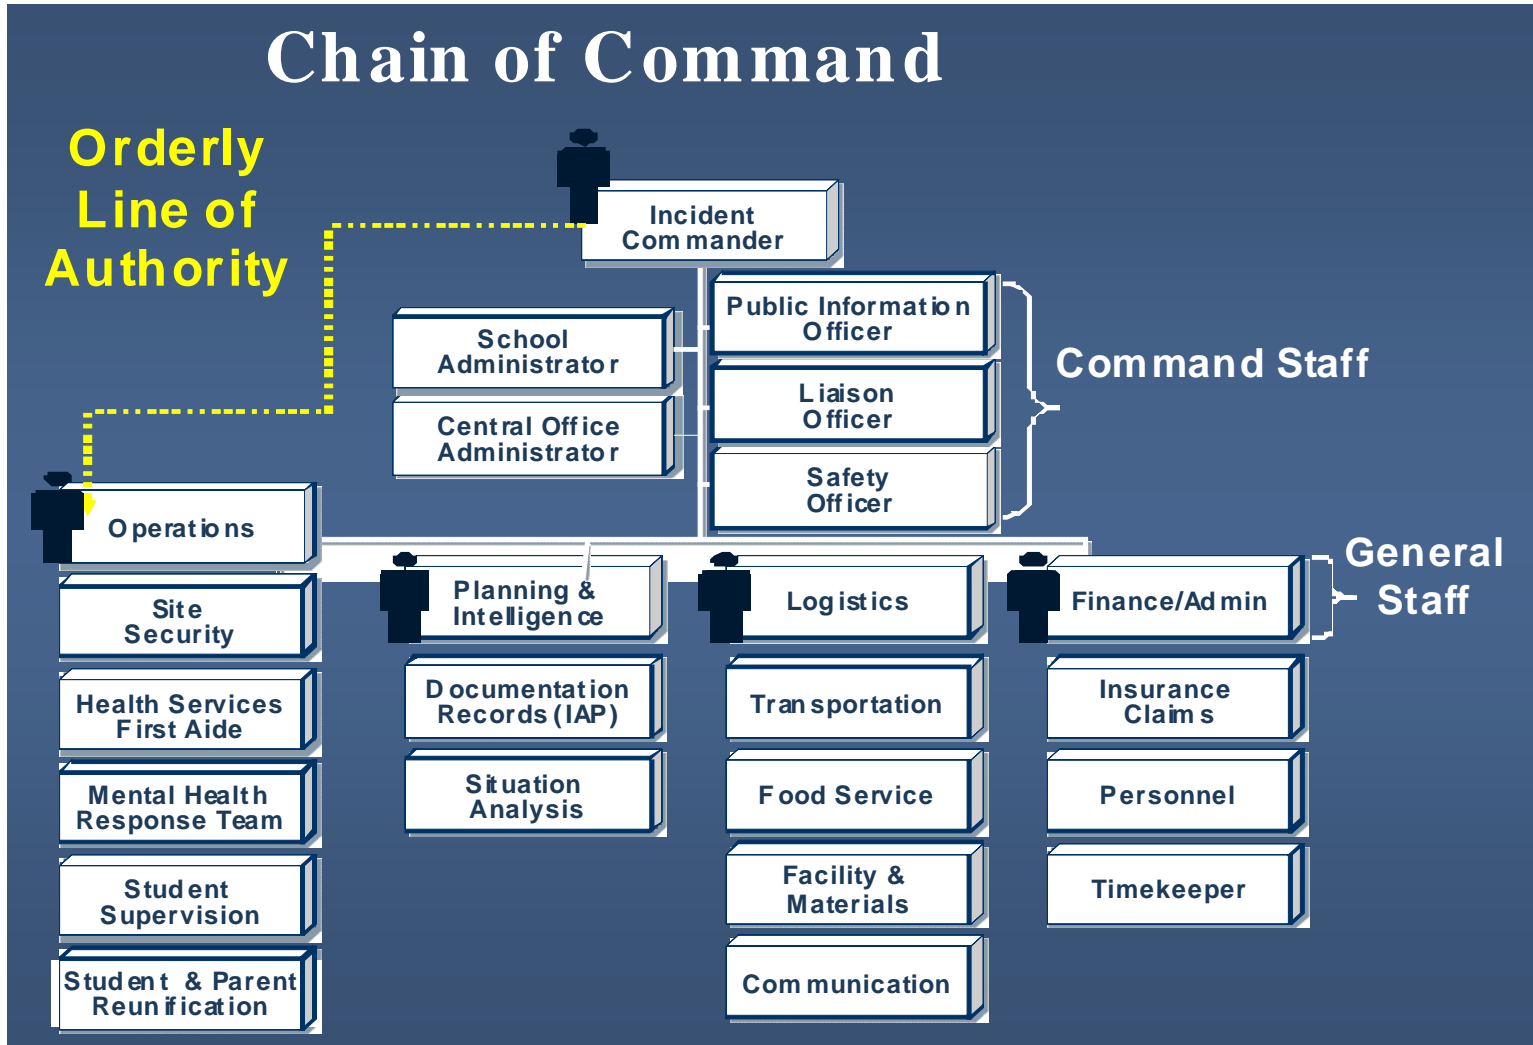 Chain of Command
Orderly
Line of
Authority
Incident
Commander
Public Information
Officer
School
Administrator
Liaison
Officer
Central Office
Administrator
Safety
Officer
Command Staff
Operations
Site
Security
Health Services
First Aide
Mental Health
Response Team
Student
Supervision
Student & Parent
Reunification
Planning &
Intelligence
Documentation
Records (IAP)
Situation
Analysis
Logistics
Transportation
Food Service
Facility &
Materials
Communication
Finance/Admin
Insurance
Claims
Personnel
Timekeeper
General
Staff